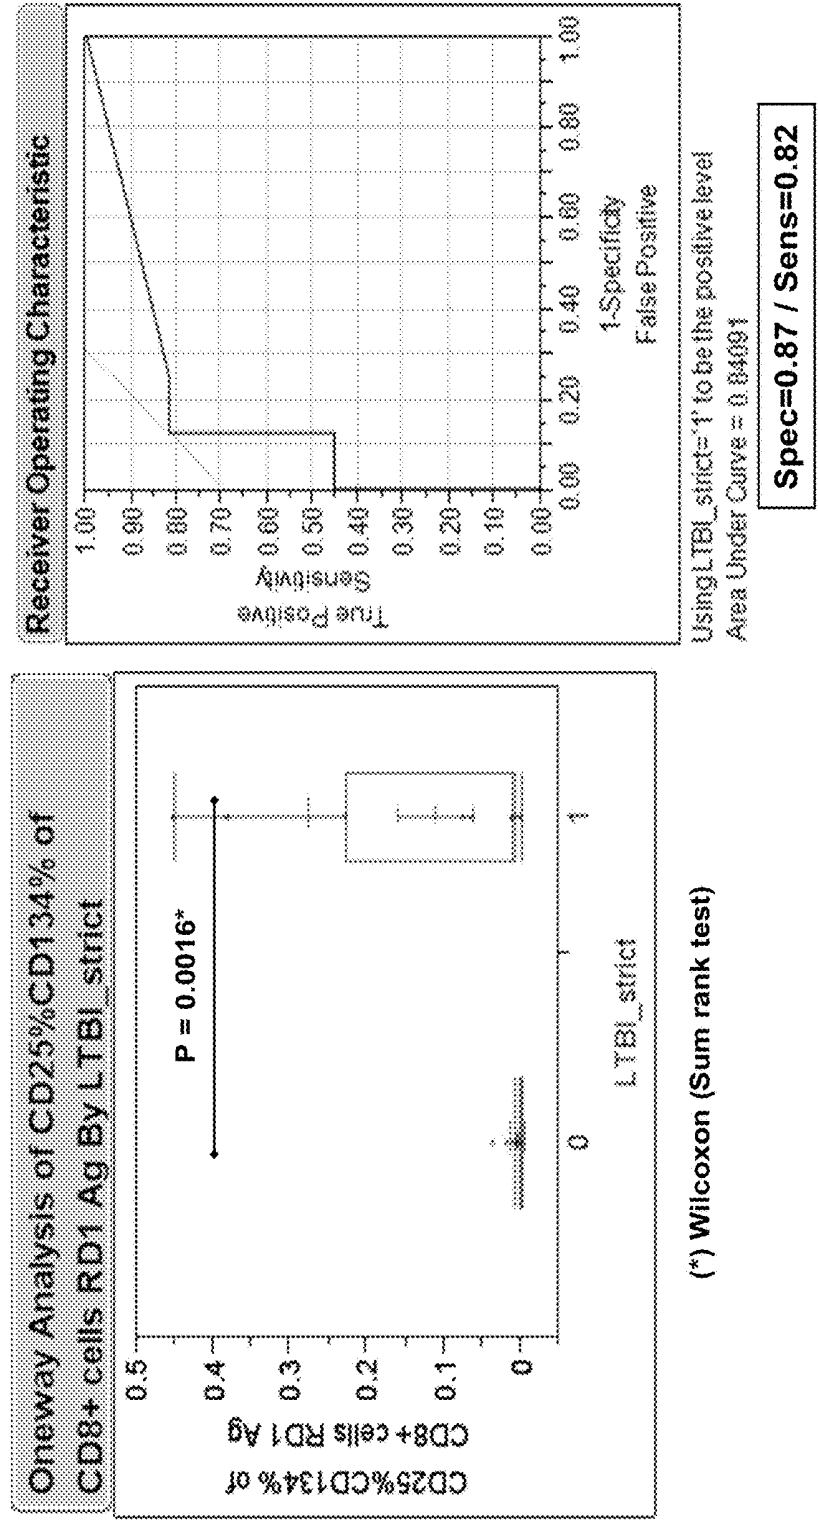 Oneway Analysis of CD25%CD134% of
CD8+ cells RD1 Ag By LTBI_strict
CD25%CD134% of
CD8+ cells RD1 Ag
0.5
0.4
0.3
0.2
0.1
0
P = 0.0016*
0
1
LTBI_strict
(*) Wilcoxon (Sum rank test)
Receiver Operating Characteristic
True Positive
Sensitivity
1.00
0.90
0.80
0.70
0.60
0.50
0.40
0.30
0.20
0.10
0.00
0.00
0.20
0.40
0.60
0.80
1.00
1-Specificity
False Positive
Using LTBI_strict='1' to be the positive level
Area Under Curve = 0.84091
Spec=0.87 / Sens=0.82